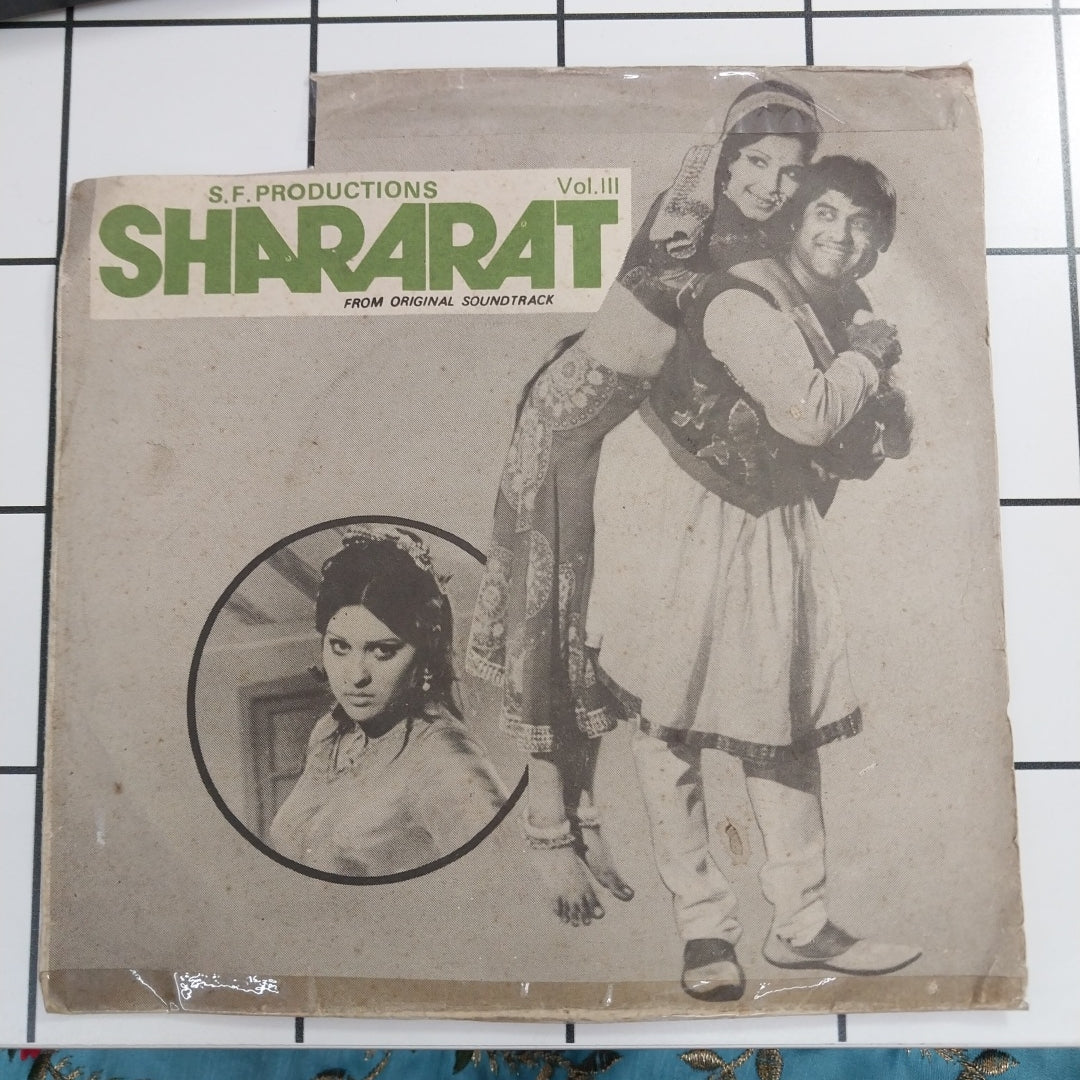 S.F. PRODUCTIONS Vol. III
SHARARAT
FROM ORIGINAL SOUNDTRACK